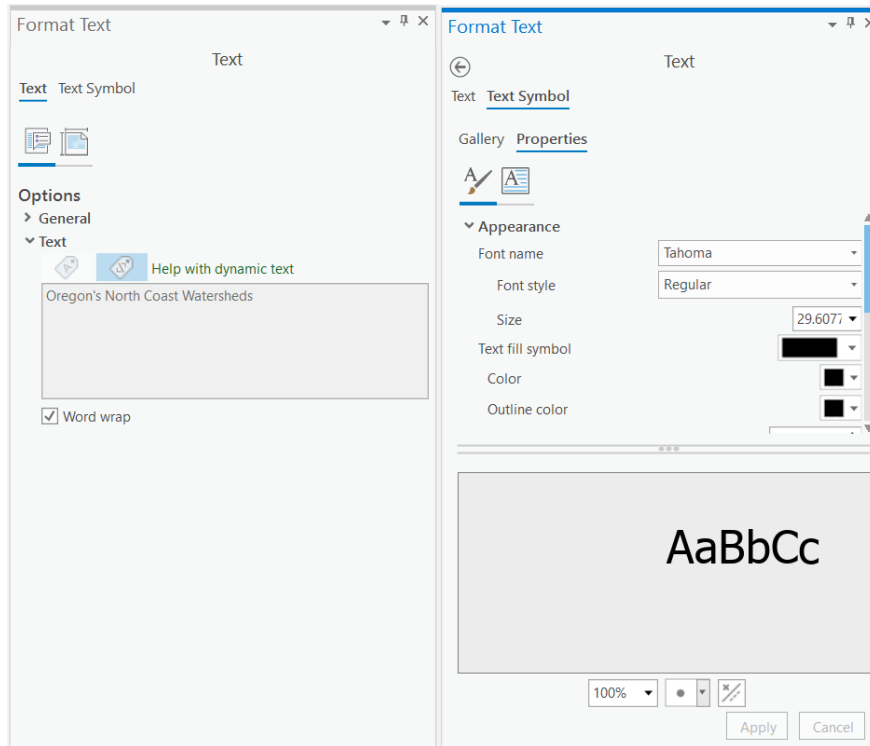 Format Text
Text
Text Text Symbol
Options
General
Text
Help with dynamic text
Oregon's North Coast Watersheds
Word wrap
Format Text
Text
Text Text Symbol
Gallery Properties
A
A
Appearance
Font name Tahoma
Font style Regular
Size 29.6077
Text fill symbol
Color
Outline color
AaBbCc
100%
Apply Cancel